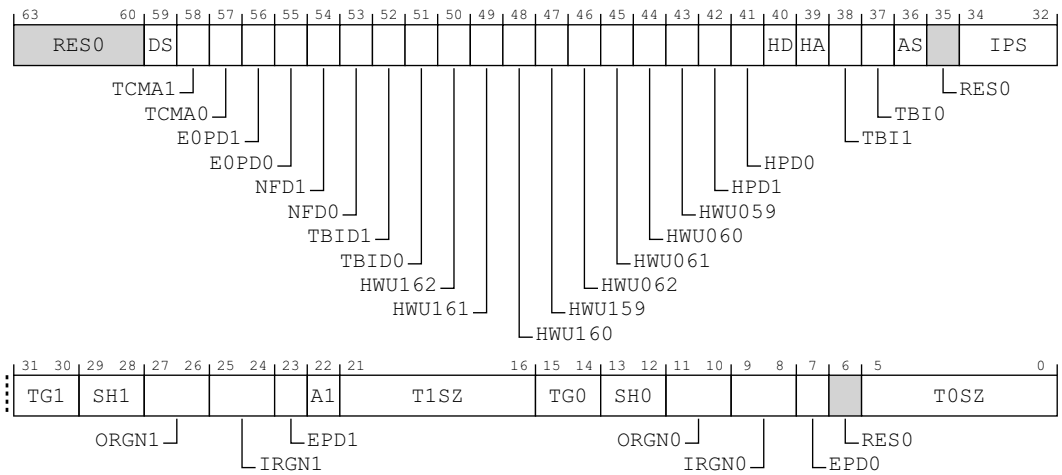 63 60 59 58 57 56 55 54 53 52 51 50 49 48 47 46 45 44 43 42 41 40 39 38 37 36 35 34 32
RES0 DS HD HA AS IPS
TCMA1 RES0
TCMA0 TBI0
E0PD1 TBI1
E0PD0 HPD0
NFD1 HPD1
NFD0 HWU059
TBID1 HWU060
TBID0 HWU061
HWU162 HWU062
HWU161 HWU159
HWU160
31 30 29 28 27 26 25 24 23 22 21 16 15 14 13 12 11 10 9 8 7 6 5 0
TG1 SH1 A1 T1SZ TG0 SH0 T0SZ
ORGN1 EPD1 ORGN0 RES0
IRGN1 IRGN0 EPD0